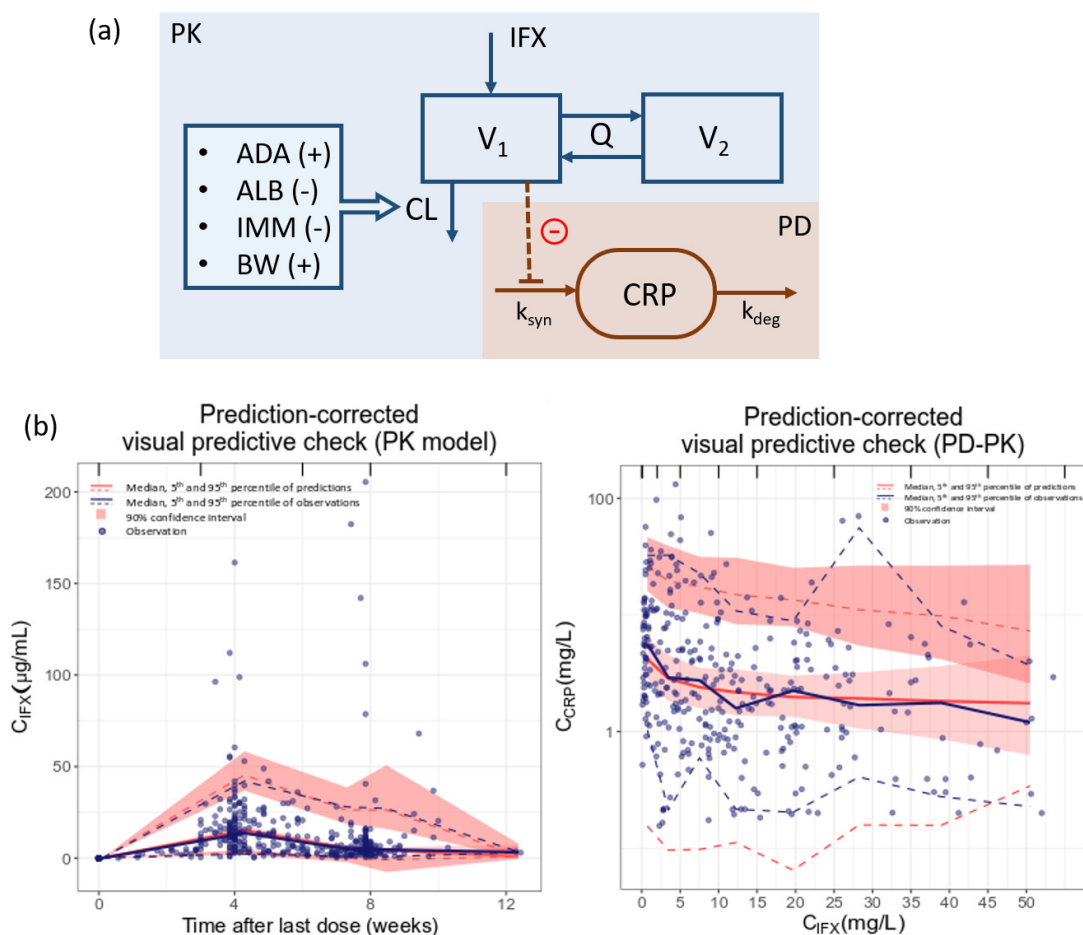 (a)
PK
IFX
V1
Q
V2
• ADA (+)
• ALB (-)
• IMM (-)
• BW (+)
CL
PD
-
CRP
ksyn
kdeg
(b)
Prediction-corrected
visual predictive check (PK model)
Median, 5th and 95th percentile of predictions
Median, 5th and 95th percentile of observations
90% confidence interval
Observation
200
150
100
50
0
CIFX(µg/mL)
0 4 8 12
Time after last dose (weeks)
Prediction-corrected
visual predictive check (PD-PK)
Median, 5th and 95th percentile of predictions
Median, 5th and 95th percentile of observations
90% confidence interval
Observation
100
1
CCRP(mg/L)
0 5 10 15 20 25 30 35 40 45 50
CIFX(mg/L)